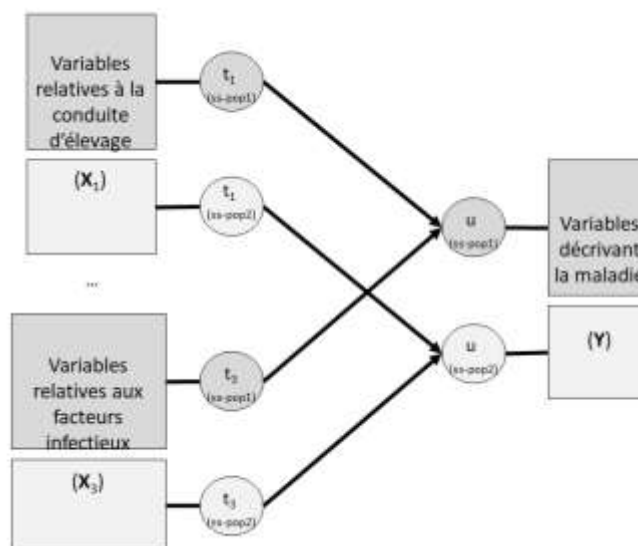 Variables
relatives à la
conduite
d'élevage
(X₁)
t₁
(ss-pop1)
t₁
(ss-pop2)
...
Variables
relatives aux
facteurs
infectieux
(X₃)
t₃
(ss-pop1)
t₃
(ss-pop2)
u
(ss-pop1)
u
(ss-pop2)
Variables
décrivant
la maladie
(Y)